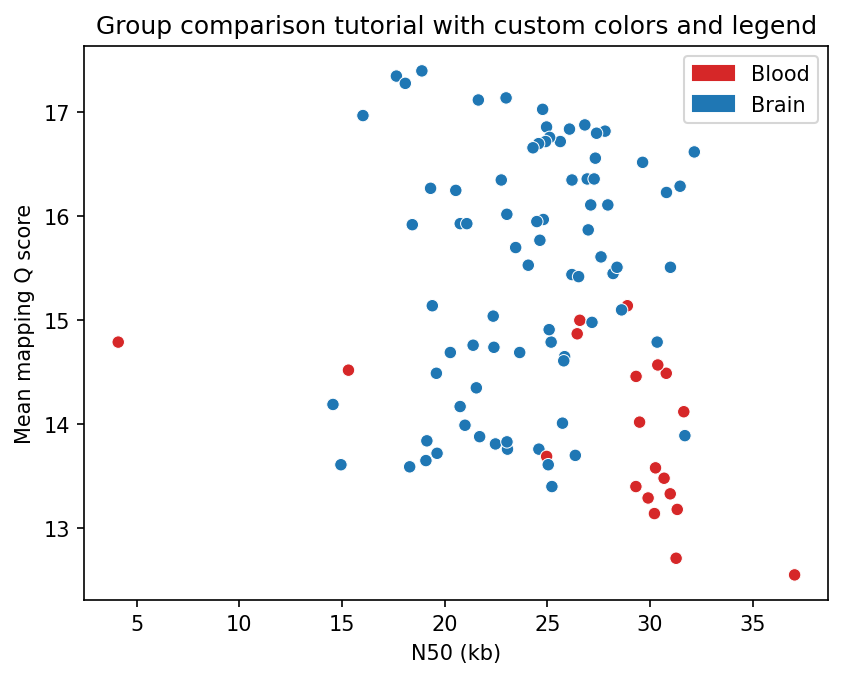 Group comparison tutorial with custom colors and legend
Blood
Brain
Mean mapping Q score
17
16
15
14
13
5
10
15
20
25
30
35
N50 (kb)